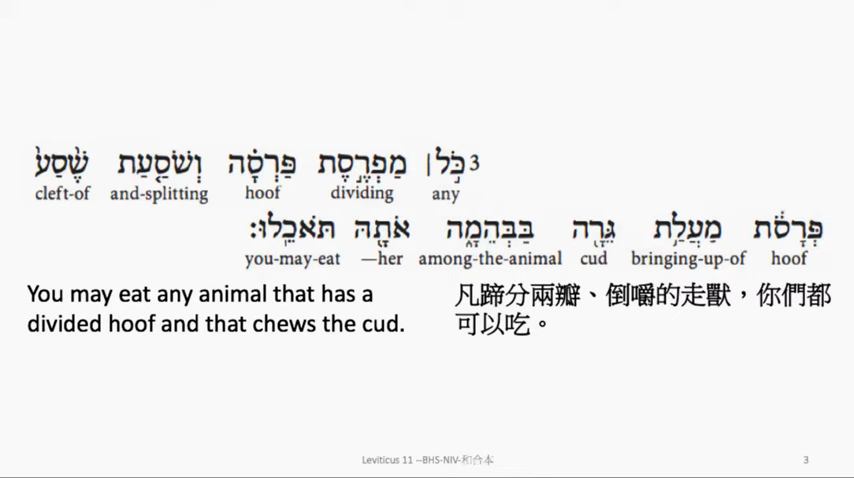 3 כֹּ֣ל׀ מַפְרֶ֣סֶת פַּרְסָ֗ה וְשֹׁסַ֤עַת שֶׁ֙סַע֙
cleft-of and-splitting hoof dividing any
פְּרָסֹ֔ת מַעֲלַ֥ת גֵּרָ֖ה בַּבְּהֵמָ֑ה אֹתָ֖הּ תֹּאכֵֽלוּ׃
you-may-eat —her among-the-animal cud bringing-up-of hoof
You may eat any animal that has a
divided hoof and that chews the cud.
凡蹄分兩瓣、倒嚼的走獸，你們都
可以吃。
Leviticus 11 --BHS-NIV-和合本
3